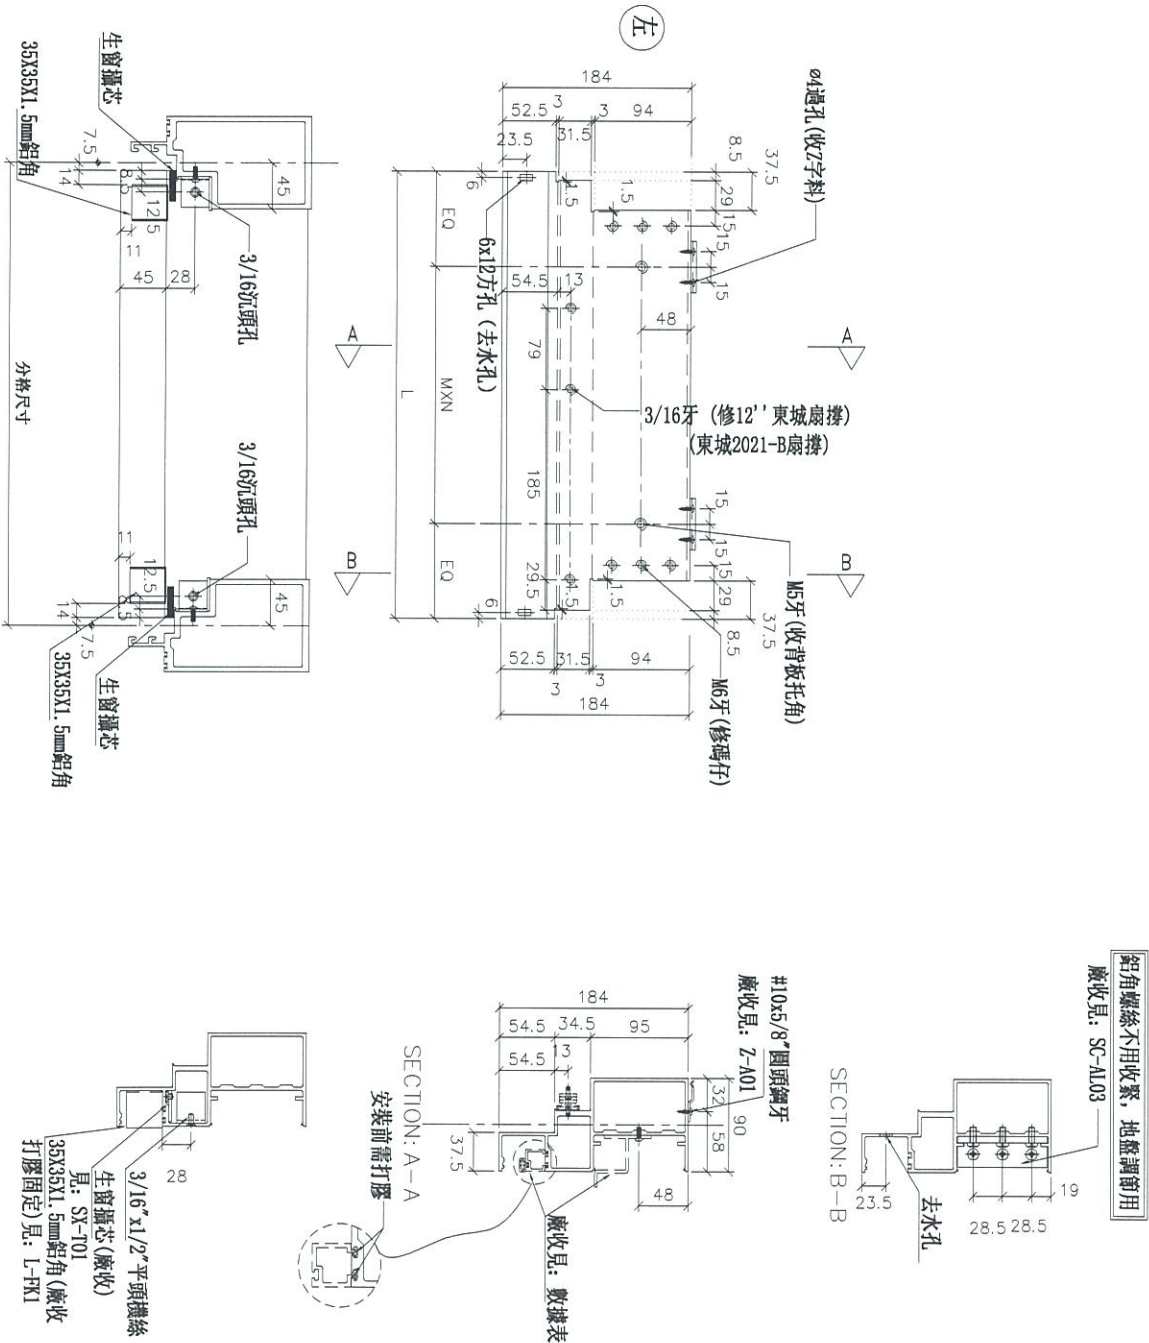 左
184
52.5
3
31.5
3
94
23.5
8.5
37.5
29
15
15
15
1.5
1.5
6
EQ
MXN
EQ
L
ø4過孔(收Z字料)
6x12方孔 (去水孔)
54.5
13
79
185
29.5
48
A
A
B
B
3/16牙 (修12''東城扇撐)
(東城2021-B扇撐)
15
15
15
29
37.5
8.5
1.5
1.5
6
M5牙(收背板托角)
M6牙(修碼仔)
52.5
31.5
94
3
3
184
生窗攝芯
35X35X1.5mm鋁角
7.5
14
12.5
11
45
28
45
3/16沉頭孔
分格尺寸
3/16沉頭孔
11
12.5
14
7.5
45
生窗攝芯
35X35X1.5mm鋁角
鋁角螺絲不用收緊, 地盤調節用
廠收見: SC-AL03
19
28.5
28.5
23.5
去水孔
SECTION: B-B
#10x5/8"圓頭鋼牙
廠收見: Z-A01
184
54.5
34.5
95
54.5
13
32
58
90
37.5
48
SECTION: A-A
安裝前需打膠
廠收見: 數據表
28
3/16"x1/2"平頭機絲
生窗攝芯(廠收)
見: SX-T01
35X35X1.5mm鋁角(廠收
打膠固定)見: L-FK1